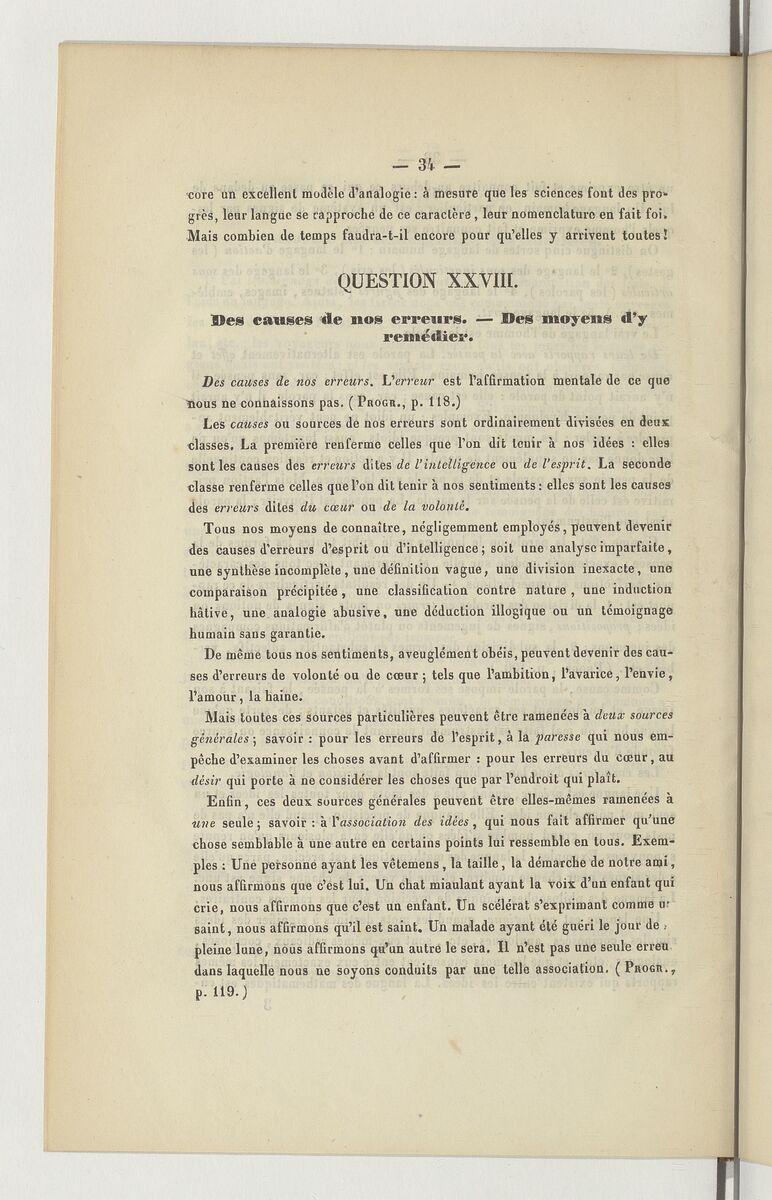 — 34 —
core un excellent modèle d'analogie : à mesure que les sciences font des pro-
grès, leur langue se rapproche de ce caractère, leur nomenclature en fait foi.
Mais combien de temps faudra-t-il encore pour qu'elles y arrivent toutes !
QUESTION XXVIII.
Des causes de nos erreurs. — Des moyens d'y
remédier.
Des causes de nos erreurs. L'erreur est l'affirmation mentale de ce que
nous ne connaissons pas. (PROGR., p. 118.)
Les causes ou sources de nos erreurs sont ordinairement divisées en deux
classes. La première renferme celles que l'on dit tenir à nos idées : elles
sont les causes des erreurs dites de l'intelligence ou de l'esprit. La seconde
classe renferme celles que l'on dit tenir à nos sentiments : elles sont les causes
des erreurs dites du cœur ou de la volonté.
Tous nos moyens de connaître, négligemment employés, peuvent devenir
des causes d'erreurs d'esprit ou d'intelligence ; soit une analyse imparfaite,
une synthèse incomplète, une définition vague, une division inexacte, une
comparaison précipitée, une classification contre nature, une induction
hâtive, une analogie abusive, une déduction illogique ou un témoignage
humain sans garantie.
De même tous nos sentiments, aveuglément obéis, peuvent devenir des cau-
ses d'erreurs de volonté ou de cœur ; tels que l'ambition, l'avarice, l'envie,
l'amour, la haine.
Mais toutes ces sources particulières peuvent être ramenées à deux sources
générales ; savoir : pour les erreurs de l'esprit, à la paresse qui nous em-
pêche d'examiner les choses avant d'affirmer : pour les erreurs du cœur, au
désir qui porte à ne considérer les choses que par l'endroit qui plaît.
Enfin, ces deux sources générales peuvent être elles-mêmes ramenées à
une seule ; savoir : à l'association des idées, qui nous fait affirmer qu'une
chose semblable à une autre en certains points lui ressemble en tous. Exem-
ples : Une personne ayant les vêtements, la taille, la démarche de notre ami,
nous affirmons que c'est lui. Un chat miaulant ayant la voix d'un enfant qui
crie, nous affirmons que c'est un enfant. Un scélérat s'exprimant comme
saint, nous affirmons qu'il est saint. Un malade ayant été guéri le jour de
pleine lune, nous affirmons qu'un autre le sera. Il n'est pas une seule erreu
dans laquelle nous ne soyons conduits par une telle association. (PROGR.,
p. 119.)